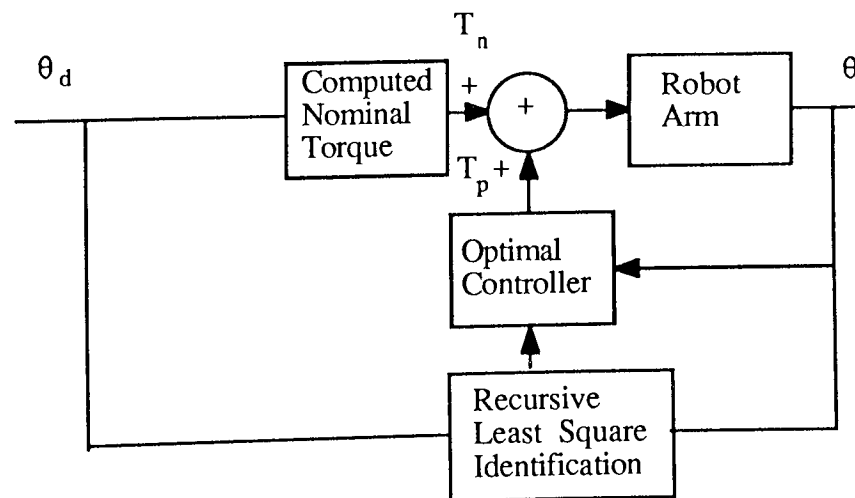 θ d
Computed
Nominal
Torque
T n
+
+
T p +
Robot
Arm
θ
Optimal
Controller
Recursive
Least Square
Identification